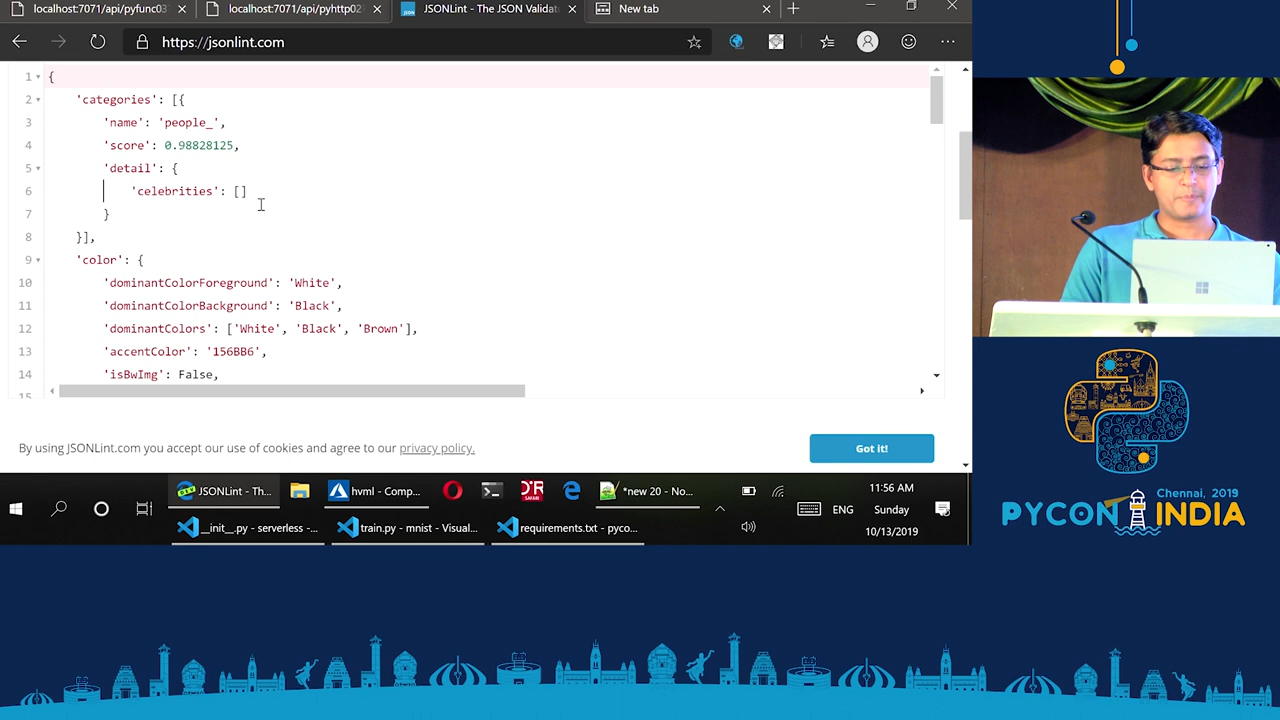 localhost:7071/api/pyfunc03
localhost:7071/api/pyhttp02
JSONLint - The JSON Validat
New tab
https://jsonlint.com
1 {
2 'categories': [{
3 'name': 'people_',
4 'score': 0.98828125,
5 'detail': {
6 'celebrities': []
7 }
8 }],
9 'color': {
10 'dominantColorForeground': 'White',
11 'dominantColorBackground': 'Black',
12 'dominantColors': ['White', 'Black', 'Brown'],
13 'accentColor': '156BB6',
14 'isBwImg': False,
15
By using JSONLint.com you accept our use of cookies and agree to our privacy policy.
Got it!
JSONLint - Th...
hvml - Comp...
*new 20 - No...
ENG
11:56 AM
Sunday
10/13/2019
__init__.py - serverless -...
train.py - mnist - Visual...
requirements.txt - pyco...
Chennai, 2019
PYCON INDIA